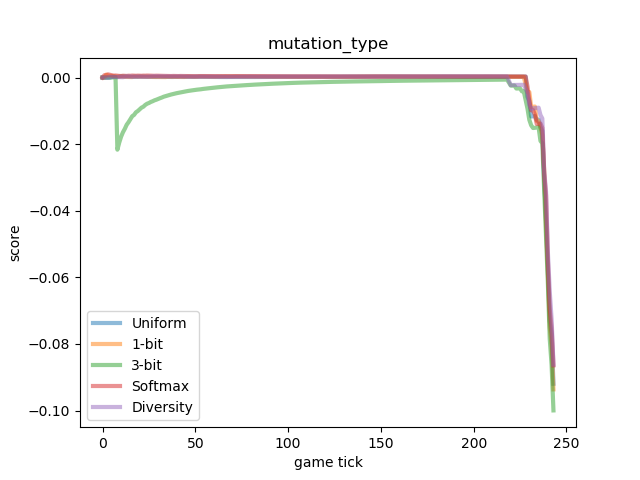 mutation_type
0.00
−0.02
−0.04
−0.06
−0.08
−0.10
score
Uniform
1-bit
3-bit
Softmax
Diversity
0
50
100
150
200
250
game tick